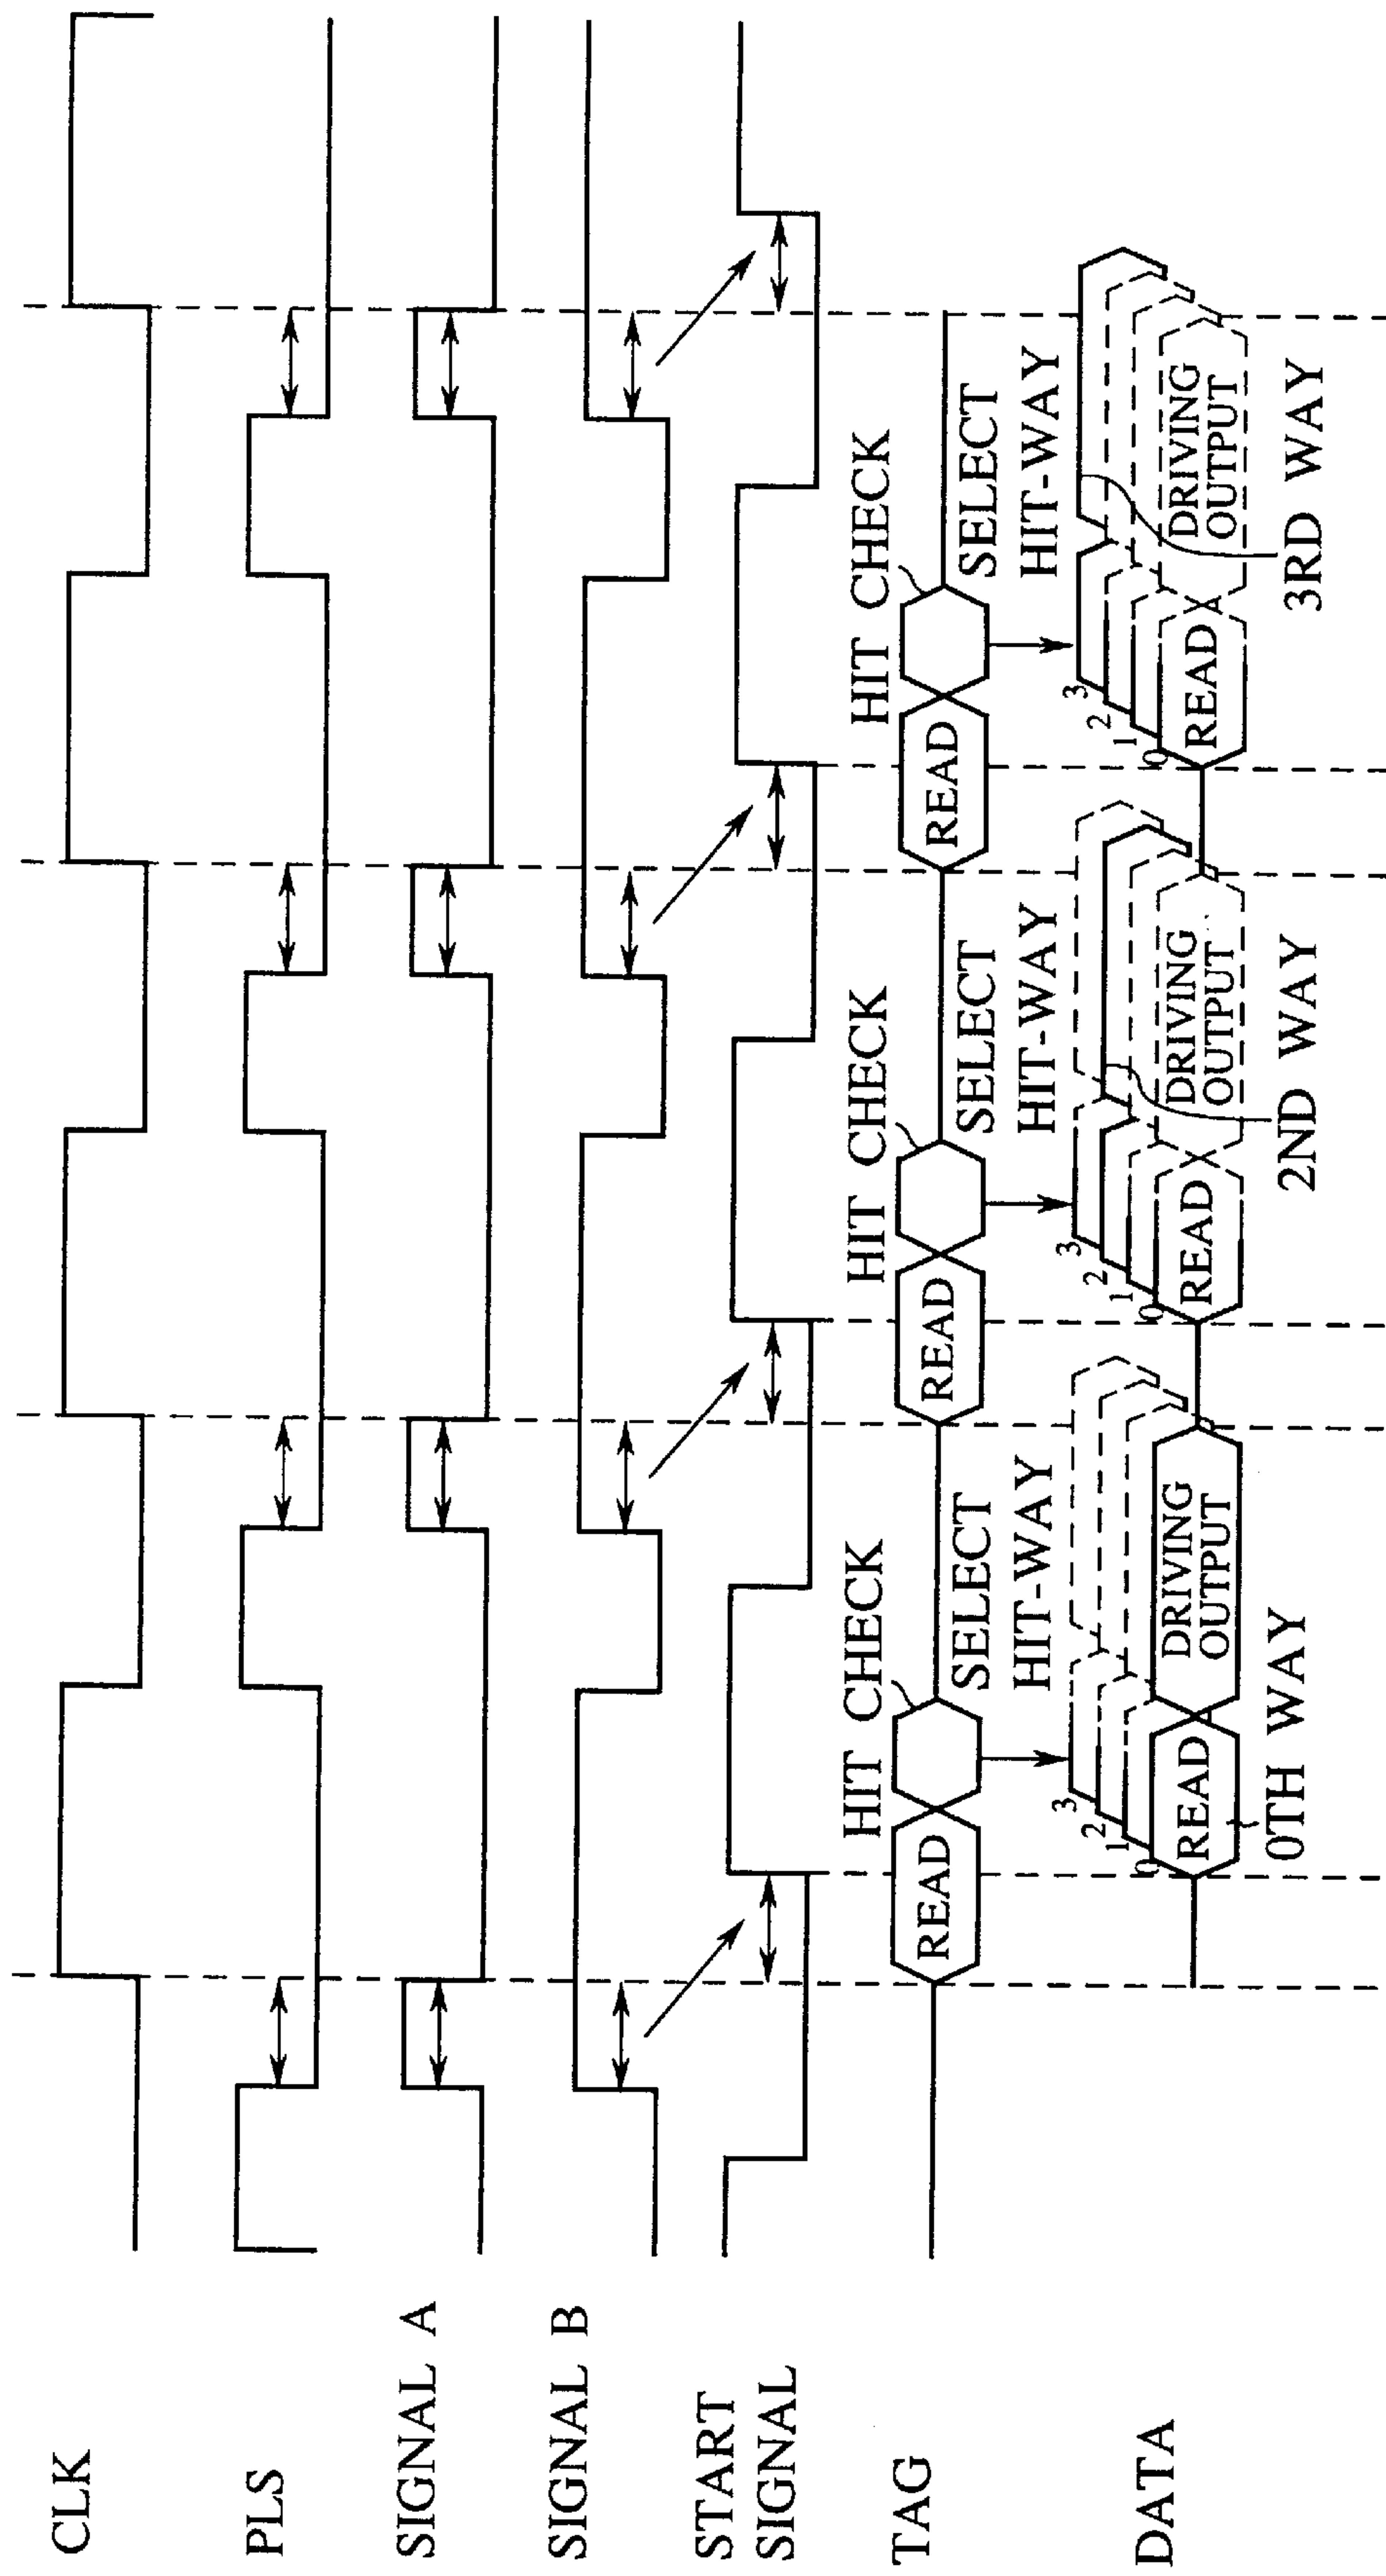 CLK
PLS
SIGNAL A
SIGNAL B
START
SIGNAL
TAG
READ
HIT CHECK
READ
HIT CHECK
READ
HIT CHECK
SELECT
HIT-WAY
SELECT
HIT-WAY
SELECT
HIT-WAY
DATA
3
2
1
0
READ
DRIVING
OUTPUT
0TH WAY
3
2
1
0
READ
DRIVING
OUTPUT
2ND WAY
3
2
1
0
READ
DRIVING
OUTPUT
3RD WAY